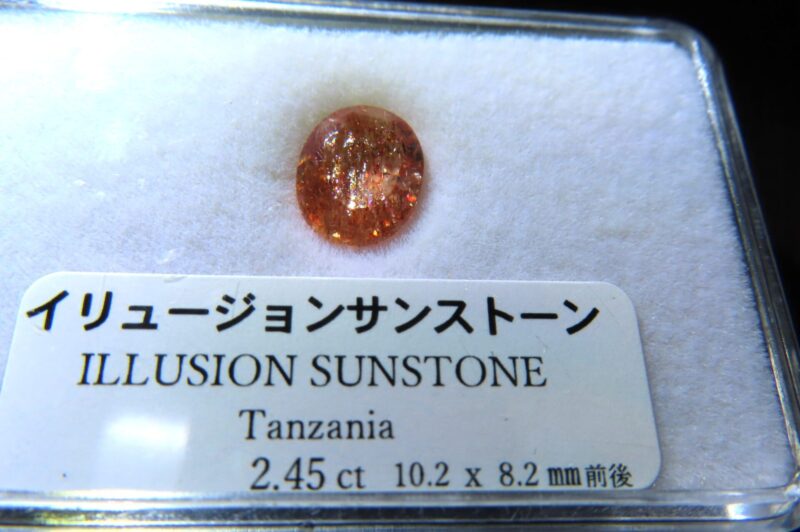 イリュージョンサンストーン
ILLUSION SUNSTONE
Tanzania
2.45 ct 10.2 x 8.2 mm前後